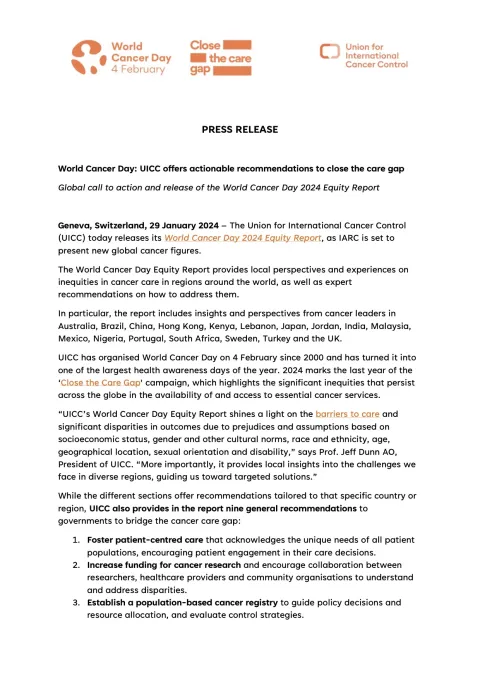 World
Cancer Day
4 February
Close
the care
gap
Union for
International
Cancer Control
PRESS RELEASE
World Cancer Day: UICC offers actionable recommendations to close the care gap
Global call to action and release of the World Cancer Day 2024 Equity Report
Geneva, Switzerland, 29 January 2024 – The Union for International Cancer Control
(UICC) today releases its World Cancer Day 2024 Equity Report, as IARC is set to
present new global cancer figures.
The World Cancer Day Equity Report provides local perspectives and experiences on
inequities in cancer care in regions around the world, as well as expert
recommendations on how to address them.
In particular, the report includes insights and perspectives from cancer leaders in
Australia, Brazil, China, Hong Kong, Kenya, Lebanon, Japan, Jordan, India, Malaysia,
Mexico, Nigeria, Portugal, South Africa, Sweden, Turkey and the UK.
UICC has organised World Cancer Day on 4 February since 2000 and has turned it into
one of the largest health awareness days of the year. 2024 marks the last year of the
‘Close the Care Gap’ campaign, which highlights the significant inequities that persist
across the globe in the availability of and access to essential cancer services.
“UICC’s World Cancer Day Equity Report shines a light on the barriers to care and
significant disparities in outcomes due to prejudices and assumptions based on
socioeconomic status, gender and other cultural norms, race and ethnicity, age,
geographical location, sexual orientation and disability,” says Prof. Jeff Dunn AO,
President of UICC. “More importantly, it provides local insights into the challenges we
face in diverse regions, guiding us toward targeted solutions.”
While the different sections offer recommendations tailored to that specific country or
region, UICC also provides in the report nine general recommendations to
governments to bridge the cancer care gap:
1. Foster patient-centred care that acknowledges the unique needs of all patient
populations, encouraging patient engagement in their care decisions.
2. Increase funding for cancer research and encourage collaboration between
researchers, healthcare providers and community organisations to understand
and address disparities.
3. Establish a population-based cancer registry to guide policy decisions and
resource allocation, and evaluate control strategies.